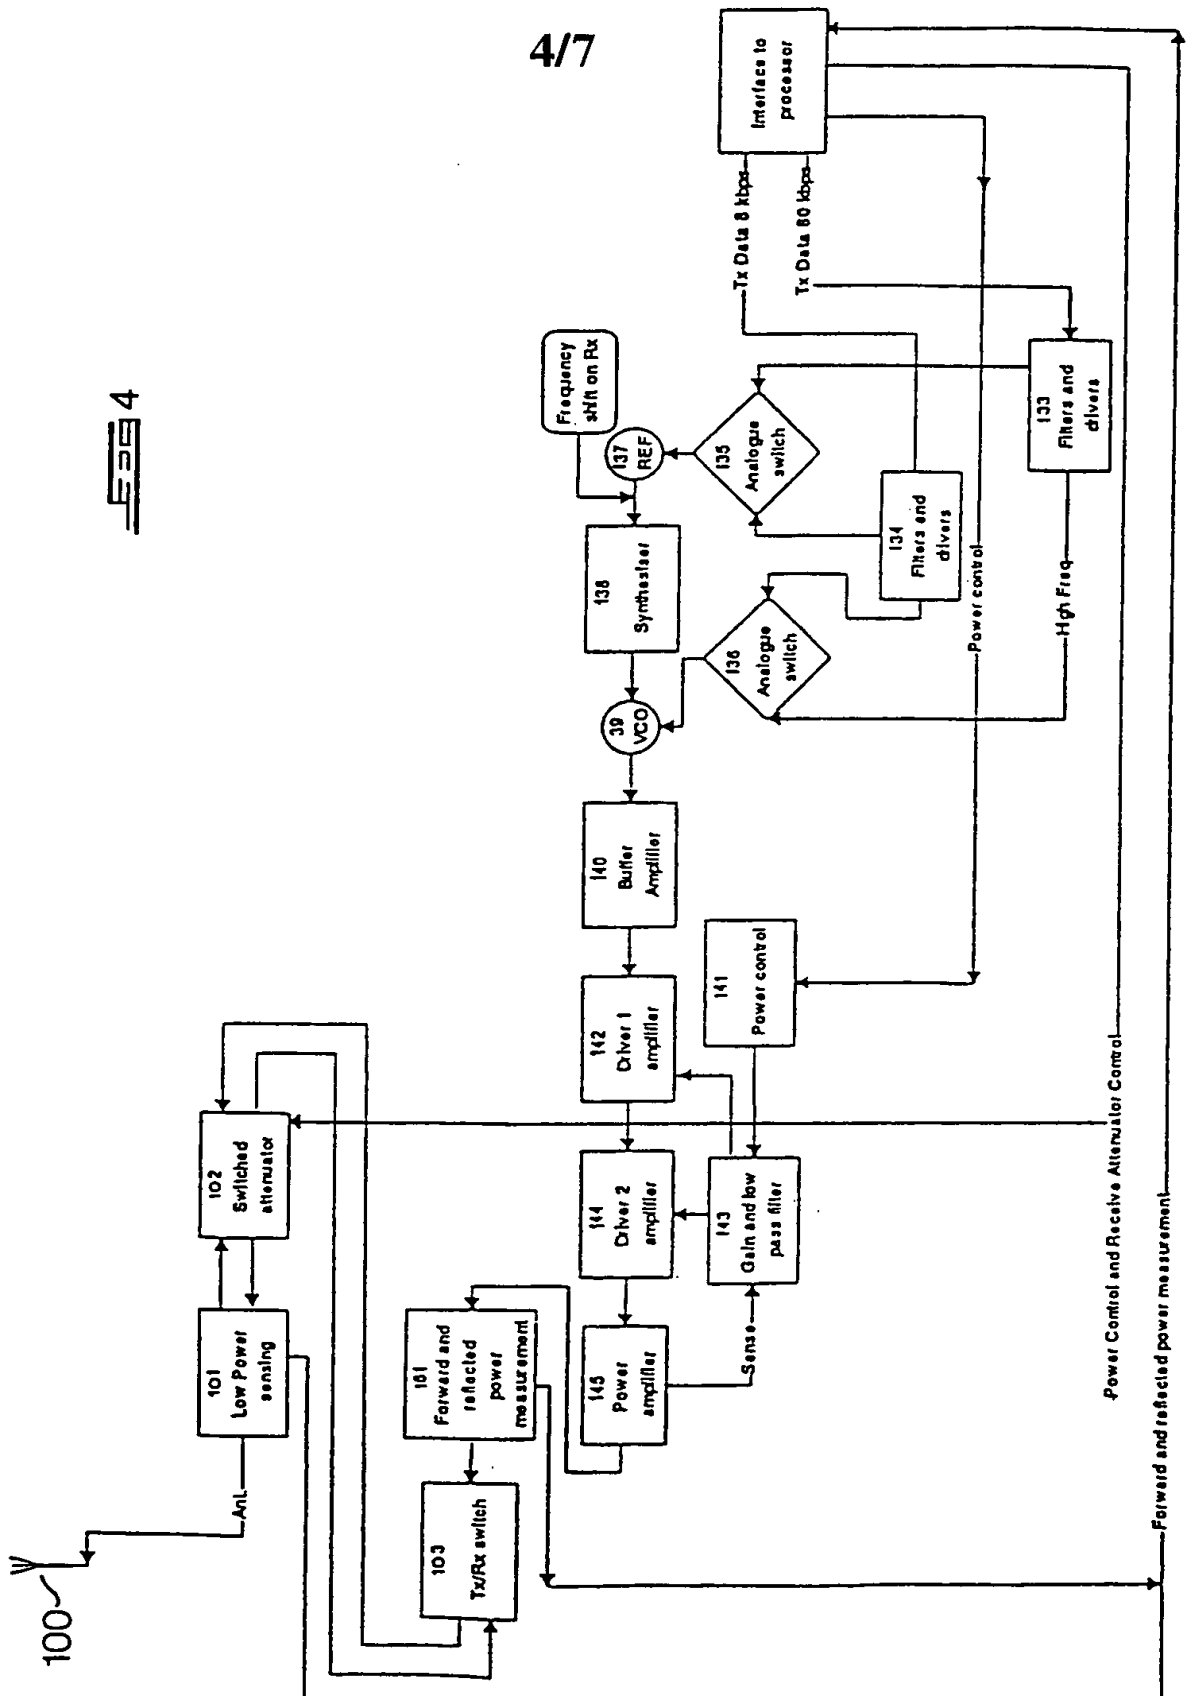 4/7
100
Ant.
101
Low Power
sensing
102
Switched
attenuator
103
Tx/Rx switch
161
Forward and
reflected
power
measurement
145
Power
amplifier
Sense
144
Driver 2
amplifier
143
Gain and low
pass filter
142
Driver 1
amplifier
141
Power control
140
Buffer
Amplifier
39
VCO
138
Synthesiser
137
REF
Frequency
shift on Rx
136
Analogue
switch
135
Analogue
switch
134
Filters and
drivers
133
Filters and
drivers
High Freq
Power control
Tx Data 8 kbps
Tx Data 80 kbps
Interface to
processor
Power Control and Receive Attenuator Control
Forward and reflected power measurement